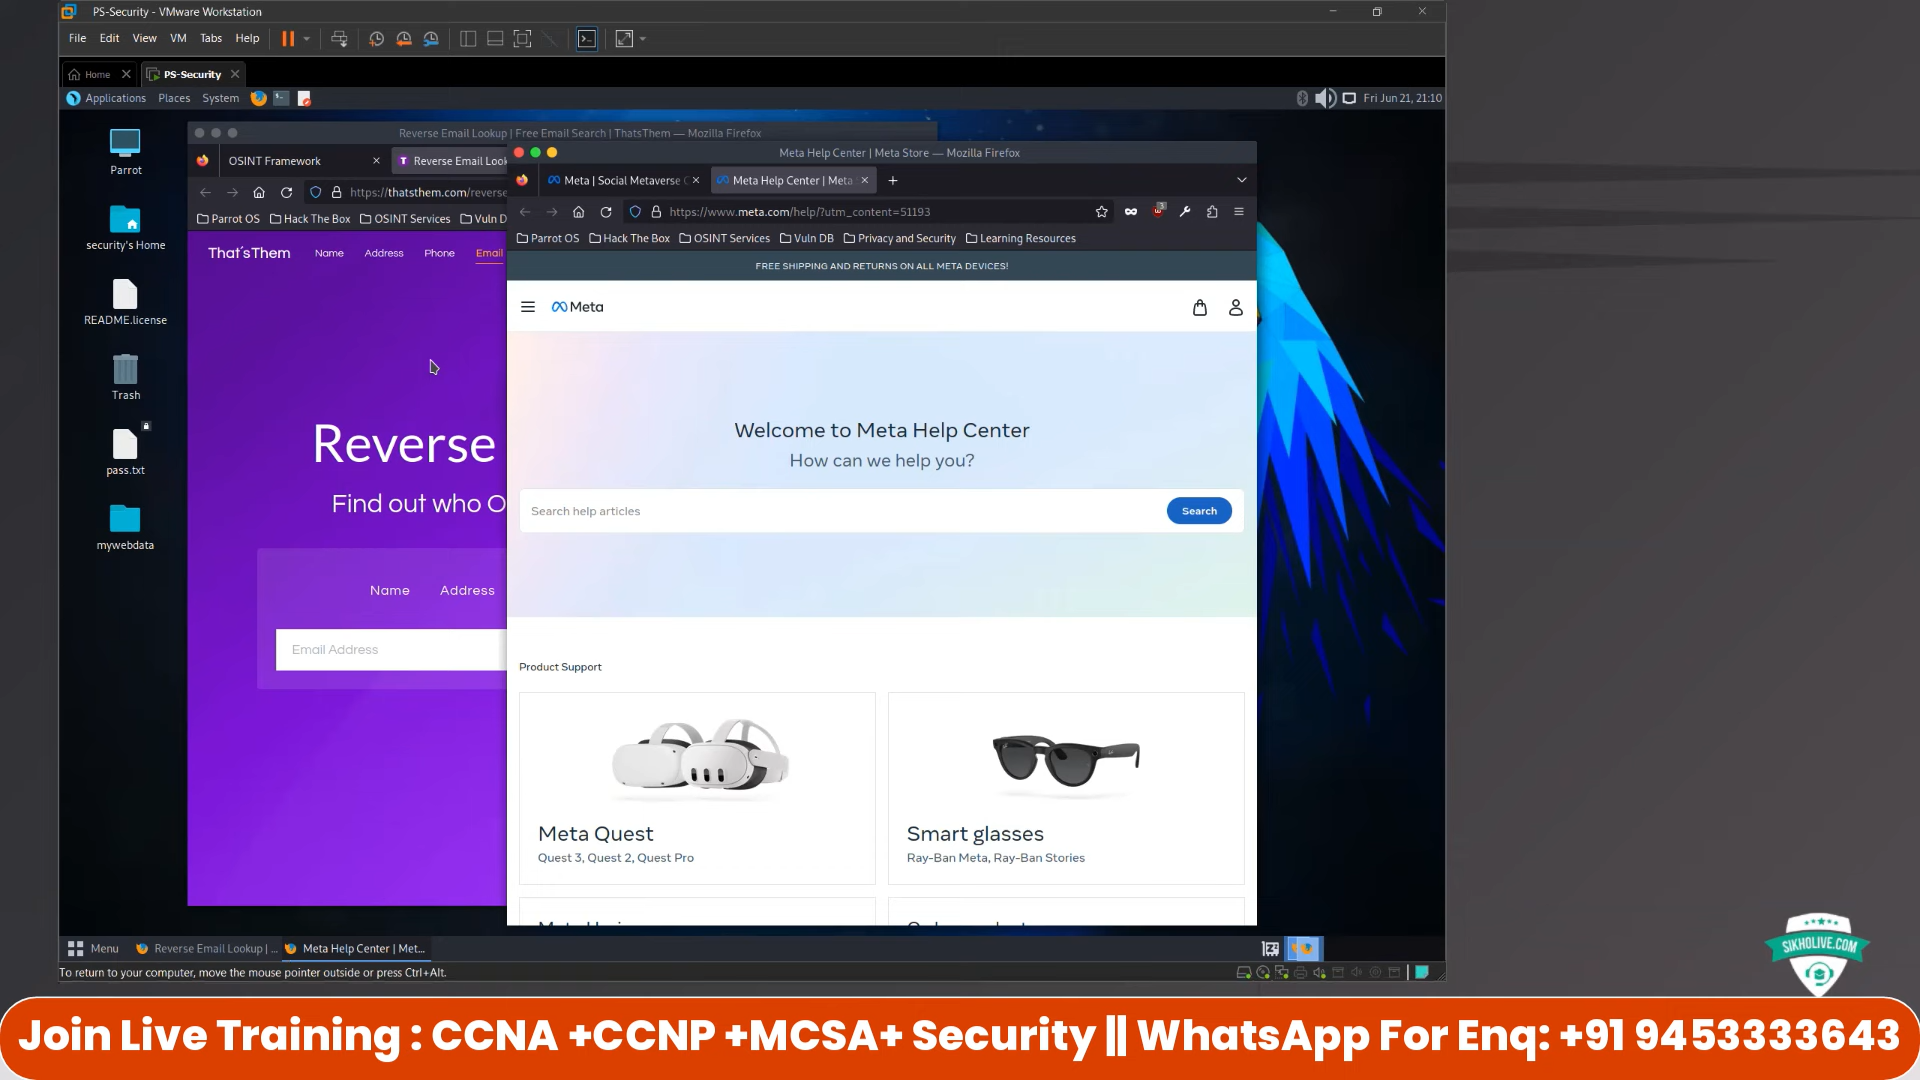 PS-Security - VMware Workstation
File Edit View VM Tabs Help
Home PS-Security
Applications Places System Fri Jun 21, 21:10
Parrot
security's Home
README.license
Trash
pass.txt
mywebdata
Reverse Email Lookup | Free Email Search | ThatsThem — Mozilla Firefox
OSINT Framework Reverse Email Look
https://thatsthem.com/reverse
Parrot OS Hack The Box OSINT Services Vuln D
That'sThem Name Address Phone Email
Reverse
Find out who O
Name Address
Email Address
Meta Help Center | Meta Store — Mozilla Firefox
Meta | Social Metaverse C Meta Help Center | Meta
https://www.meta.com/help/?utm_content=51193
3
Parrot OS Hack The Box OSINT Services Vuln DB Privacy and Security Learning Resources
FREE SHIPPING AND RETURNS ON ALL META DEVICES!
Meta
Welcome to Meta Help Center
How can we help you?
Search help articles Search
Product Support
Meta Quest
Quest 3, Quest 2, Quest Pro
Smart glasses
Ray-Ban Meta, Ray-Ban Stories
Menu Reverse Email Lookup | ... Meta Help Center | Met...
To return to your computer, move the mouse pointer outside or press Ctrl+Alt.
SIKHOLIVE.COM
Join Live Training : CCNA +CCNP +MCSA+ Security || WhatsApp For Enq: +91 9453333643